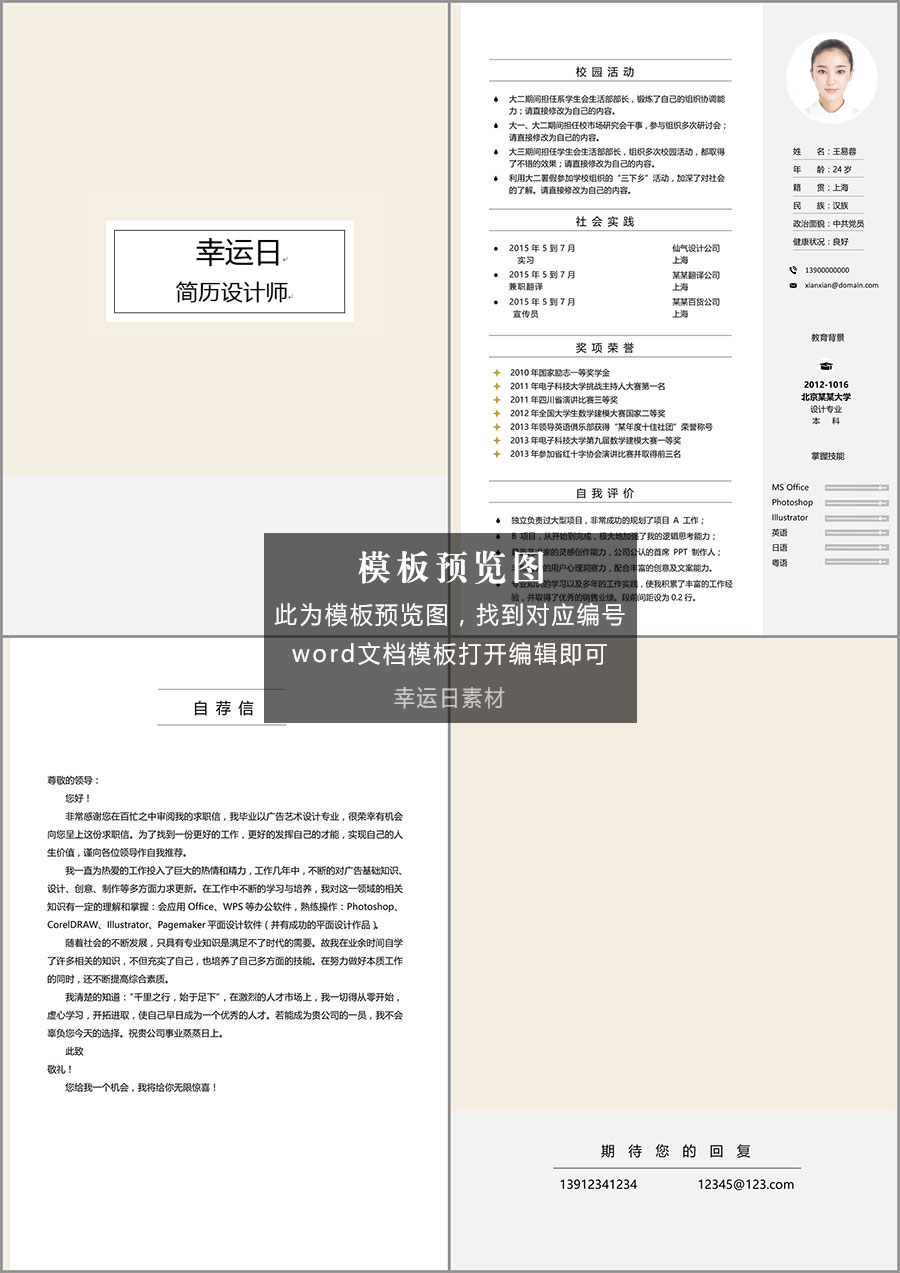 幸运日
简历设计师
校园活动
大二期间担任系学生会生活部部长，锻炼了自己的组织协调能
力；请直接修改为自己的内容。
大一、大二期间担任校市场研究会干事，参与组织多次研讨会；
请直接修改为自己的内容。
大三期间担任学生会生活部部长，组织多次校园活动，都取得
了不错的效果；请直接修改为自己的内容。
利用大二署假参加学校组织的“三下乡”活动，加深了对社会
的了解。请直接修改为自己的内容。
社会实践
2015 年 5 到 7 月 仙气设计公司
实习 上海
2015 年 5 到 7 月 某某翻译公司
兼职翻译 上海
2015 年 5 到 7 月 某某百货公司
宣传员 上海
奖项荣誉
2010 年国家励志一等奖学金
2011 年电子科技大学挑战主持人大赛第一名
2011 年四川省演讲比赛三等奖
2012 年全国大学生数学建模大赛国家二等奖
2013 年领导英语俱乐部获得“某年度十佳社团”荣誉称号
2013 年电子科技大学第九届数学建模大赛一等奖
2013 年参加省红十字协会演讲比赛并取得前三名
自我评价
独立负责过大型项目，非常成功的规划了项目 A 工作；
B 项目，从开始到完成，极大地加强了我的逻辑思考能力；
艺术家的灵感创作能力，公司公认的首席 PPT 制作人；
的用户心理洞察力，配合丰富的创意及文案能力。
专业知识的学习以及多年的工作实践，使我积累了丰富的工作经
验，并取得了优秀的销售业绩。段前间距设为 0.2 行。
姓 名：王易蓉
年 龄：24 岁
籍 贯：上海
民 族：汉族
政治面貌：中共党员
健康状况：良好
13900000000
xianxian@domain.com
教育背景
2012-1016
北京某某大学
设计专业
本 科
掌握技能
MS Office
Photoshop
Illustrator
英语
日语
粤语
模板预览图
此为模板预览图，找到对应编号
word文档模板打开编辑即可
幸运日素材
自荐信
尊敬的领导：
您好！
非常感谢您在百忙之中审阅我的求职信，我毕业以广告艺术设计专业，很荣幸有机会
向您呈上这份求职信。为了找到一份更好的工作，更好的发挥自己的才能，实现自己的人
生价值，谨向各位领导作自我推荐。
我一直为热爱的工作投入了巨大的热情和精力，工作几年中，不断的对广告基础知识、
设计、创意、制作等多方面力求更新。在工作中不断的学习与培养，我对这一领域的相关
知识有一定的理解和掌握：会应用 Office、WPS 等办公软件，熟练操作：Photoshop、
CorelDRAW、Illustrator、Pagemaker 平面设计软件（并有成功的平面设计作品）。
随着社会的不断发展，只具有专业知识是满足不了时代的需要。故我在业余时间自学
了许多相关的知识，不但充实了自己，也培养了自己多方面的技能。在努力做好本质工作
的同时，还不断提高综合素质。
我清楚的知道：“千里之行，始于足下”，在激烈的人才市场上，我一切得从零开始，
虚心学习，开拓进取，使自己早日成为一个优秀的人才。若能成为贵公司的一员，我不会
辜负您今天的选择。祝贵公司事业蒸蒸日上。
此致
敬礼！
您给我一个机会，我将给你无限惊喜！
期待您的回复
13912341234 12345@123.com